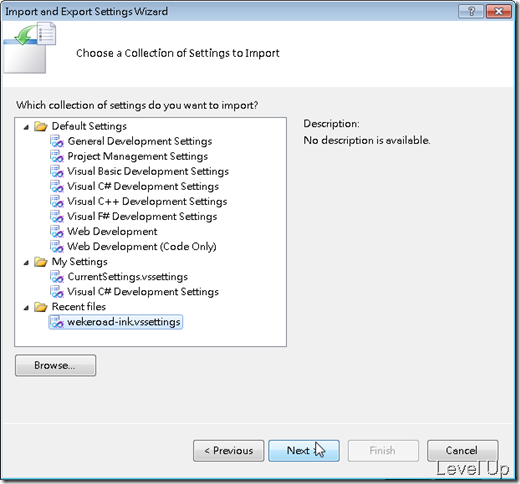 Import and Export Settings Wizard
Choose a Collection of Settings to Import
Which collection of settings do you want to import?
Default Settings
General Development Settings
Project Management Settings
Visual Basic Development Settings
Visual C# Development Settings
Visual C++ Development Settings
Visual F# Development Settings
Web Development
Web Development (Code Only)
My Settings
CurrentSettings.vssettings
Visual C# Development Settings
Recent files
wekeroad-ink.vssettings
Description:
No description is available.
Browse...
< Previous
Next >
Finish
Cancel
Level Up